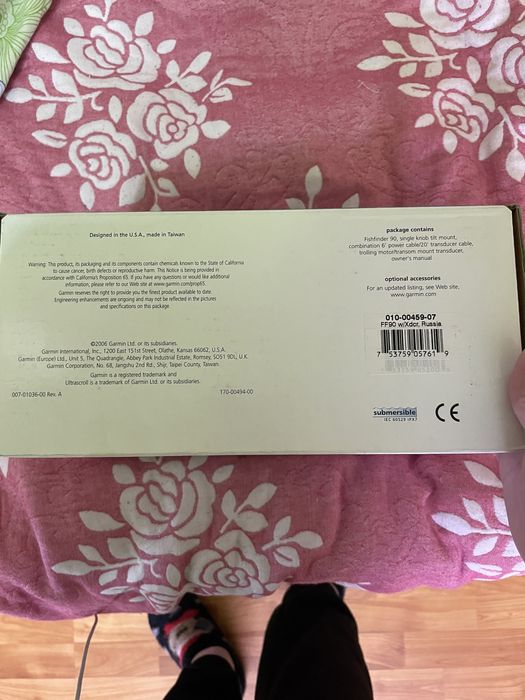 Designed in the U.S.A., made in Taiwan
Warning: This product, its packaging and its components contain chemicals known to the State of California
to cause cancer, birth defects or reproductive harm. This Notice is being provided in
accordance with California's Proposition 65. If you have any questions or would like additional
information, please refer to our Web site at www.garmin.com/prop65.
Garmin reserves the right to provide you the finest product available to date.
Engineering enhancements are ongoing and may not be reflected in the pictures
and specifications on this package.
©2006 Garmin Ltd. or its subsidiaries.
Garmin International, Inc., 1200 East 151st Street, Olathe, Kansas 66062, U.S.A.
Garmin (Europe) Ltd., Unit 5, The Quadrangle, Abbey Park Industrial Estate, Romsey, SO51 9DL, U.K.
Garmin Corporation, No. 68, Jangshu 2nd Rd., Shijr, Taipei County, Taiwan.
Garmin is a registered trademark and
Ultrascroll is a trademark of Garmin Ltd. or its subsidiaries.
007-01036-00 Rev. A
170-00494-00
package contains
Fishfinder 90, single knob tilt mount,
combination 6' power cable/20' transducer cable,
trolling motor/transom mount transducer,
owner's manual
optional accessories
For an updated listing, see Web site,
www.garmin.com
010-00459-07
FF90 w/Xdcr, Russia
7 53759 05761 9
submersible
IEC 60529 IPX7
CE